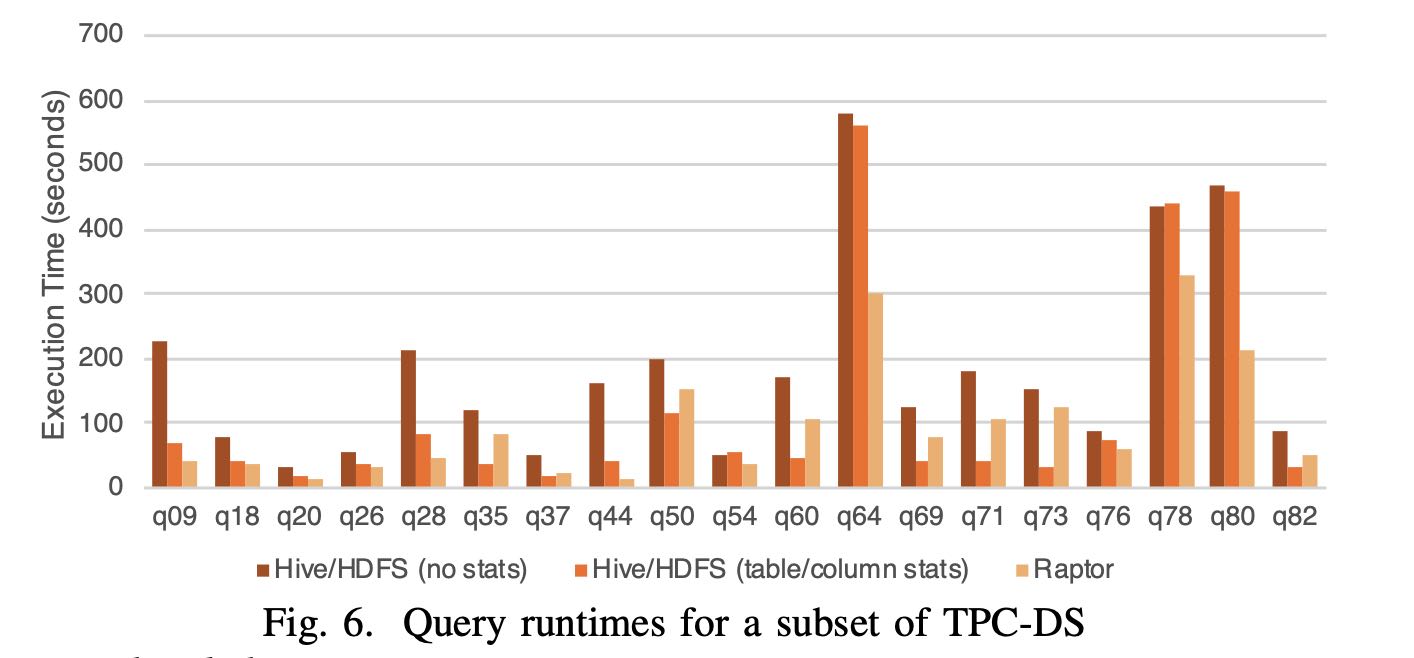 700
600
500
400
300
200
100
0
Execution Time (seconds)
q09 q18 q20 q26 q28 q35 q37 q44 q50 q54 q60 q64 q69 q71 q73 q76 q78 q80 q82
Hive/HDFS (no stats) Hive/HDFS (table/column stats) Raptor
Fig. 6. Query runtimes for a subset of TPC-DS